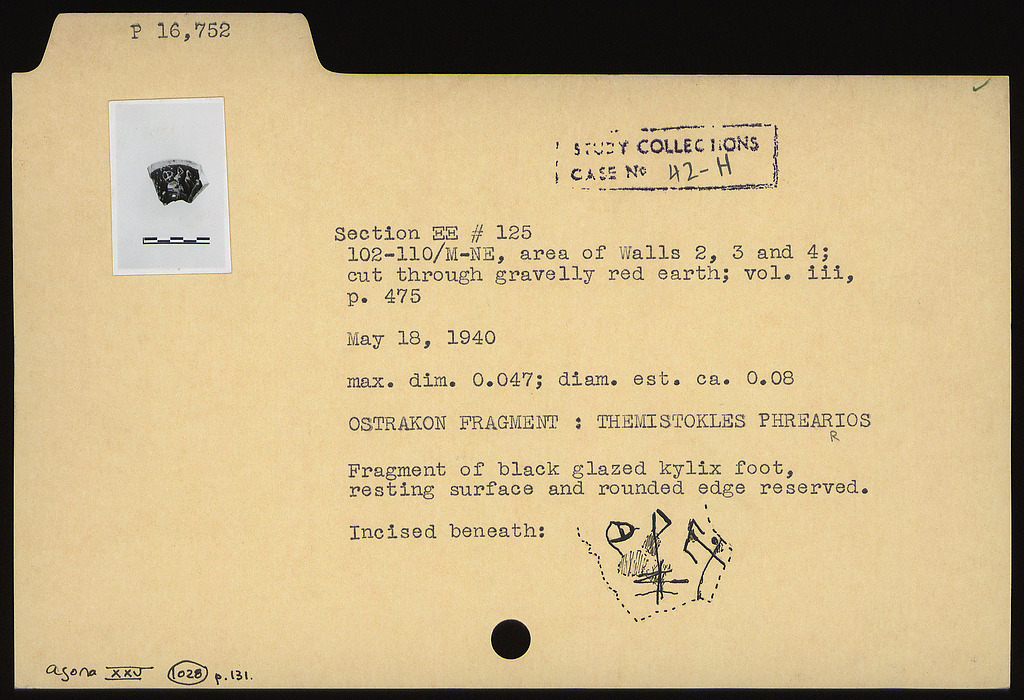 P 16,752
STUDY COLLECTIONS
CASE No 42-H
Section EE # 125
102-110/M-NE, area of Walls 2, 3 and 4;
cut through gravelly red earth; vol. iii,
p. 475
May 18, 1940
max. dim. 0.047; diam. est. ca. 0.08
OSTRAKON FRAGMENT : THEMISTOKLES PHREARIOS
R
Fragment of black glazed kylix foot,
resting surface and rounded edge reserved.
Incised beneath:
Agora XXV 1028 p.131.